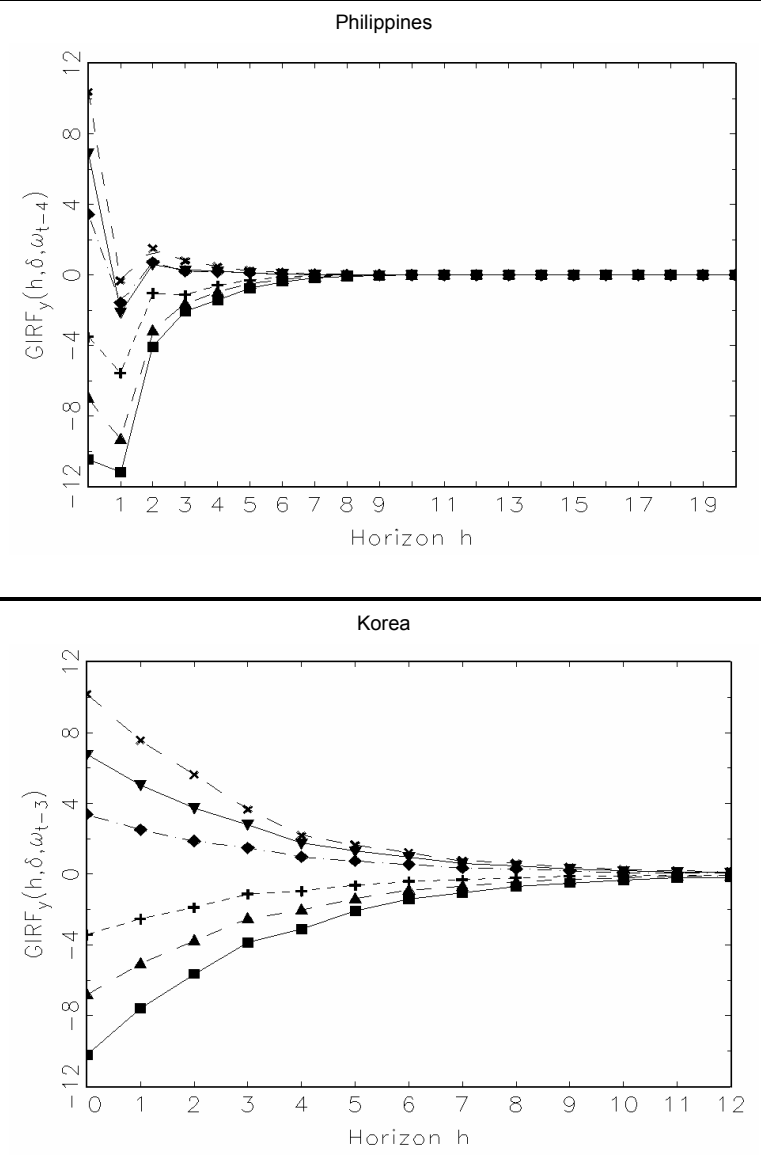 Philippines
12
8
4
0
−4
−8
−12
GIRFy(h,δ,ωt−4)
1 2 3 4 5 6 7 8 9 11 13 15 17 19
Horizon h
Korea
12
8
4
0
−4
−8
−12
GIRFy(h,δ,ωt−3)
0 1 2 3 4 5 6 7 8 9 10 11 12
Horizon h